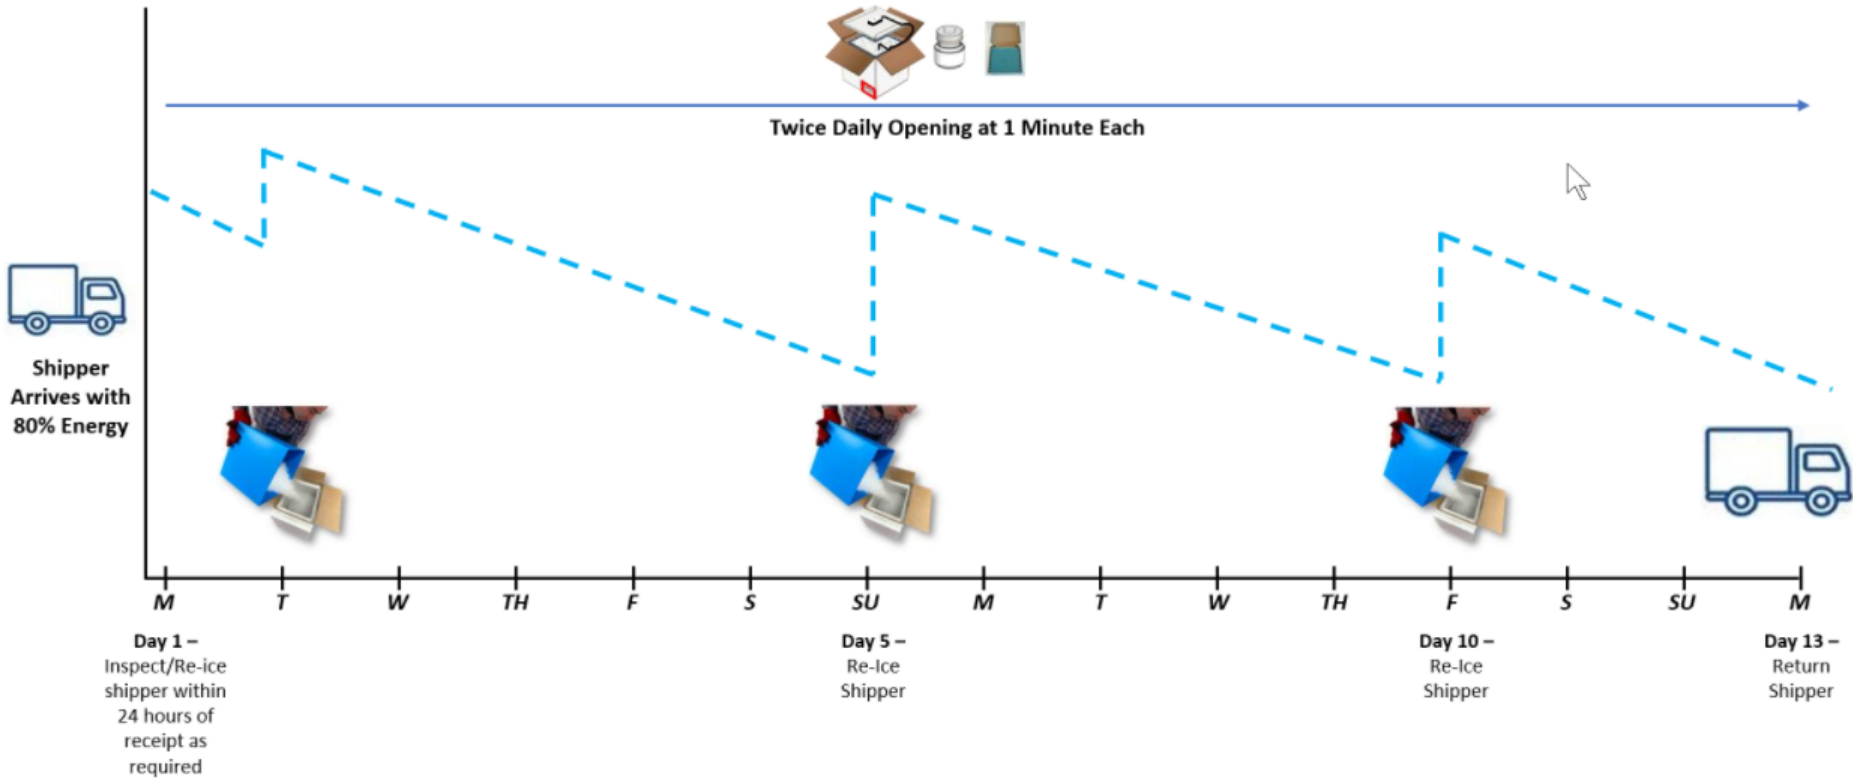 Twice Daily Opening at 1 Minute Each
Shipper
Arrives with
80% Energy
M T W TH F S SU M T W TH F S SU M
Day 1 –
Inspect/Re-ice
shipper within
24 hours of
receipt as
required
Day 5 –
Re-Ice
Shipper
Day 10 –
Re-Ice
Shipper
Day 13 –
Return
Shipper